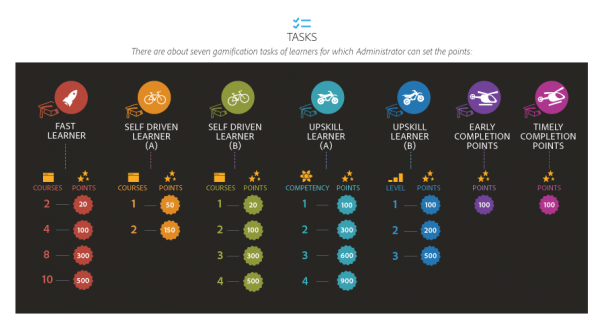 TASKS
There are about seven gamification tasks of learners for which Administrator can set the points:
FAST
LEARNER
COURSES POINTS
2 20
4 100
8 300
10 500
SELF DRIVEN
LEARNER
(A)
COURSES POINTS
1 50
2 150
SELF DRIVEN
LEARNER
(B)
COURSES POINTS
1 20
2 100
3 300
4 500
UPSKILL
LEARNER
(A)
COMPETENCY POINTS
1 100
2 300
3 600
4 900
UPSKILL
LEARNER
(B)
LEVEL POINTS
1 100
2 200
3 500
EARLY
COMPLETION
POINTS
POINTS
100
TIMELY
COMPLETION
POINTS
POINTS
100